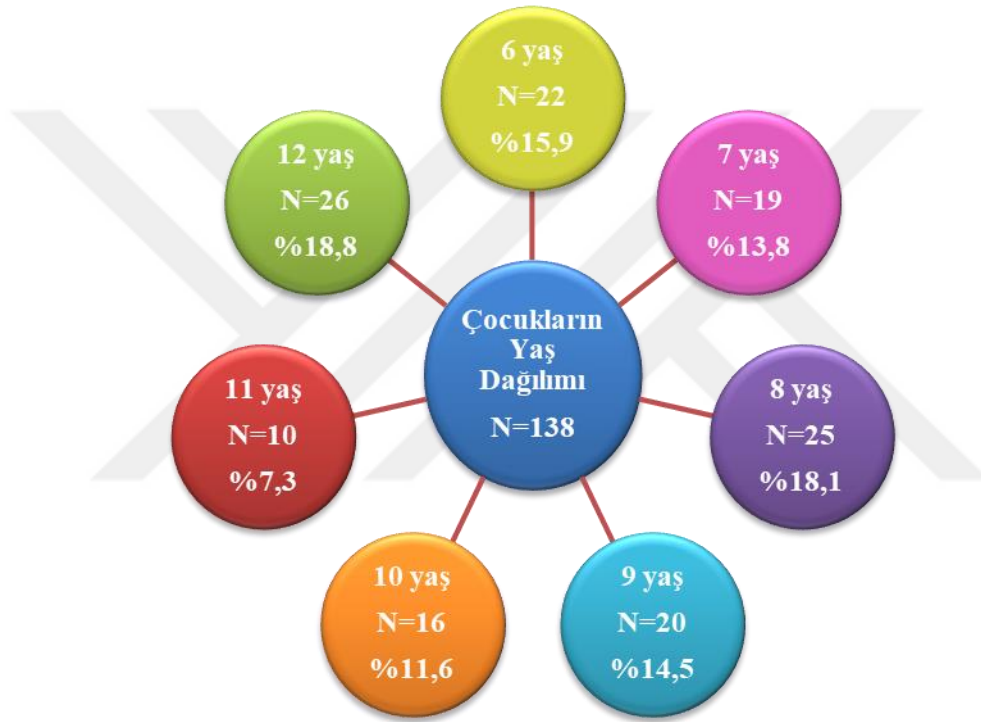 6 yaş
N=22
%15,9
7 yaş
N=19
%13,8
8 yaş
N=25
%18,1
9 yaş
N=20
%14,5
10 yaş
N=16
%11,6
11 yaş
N=10
%7,3
12 yaş
N=26
%18,8
Çocukların
Yaş
Dağılımı
N=138